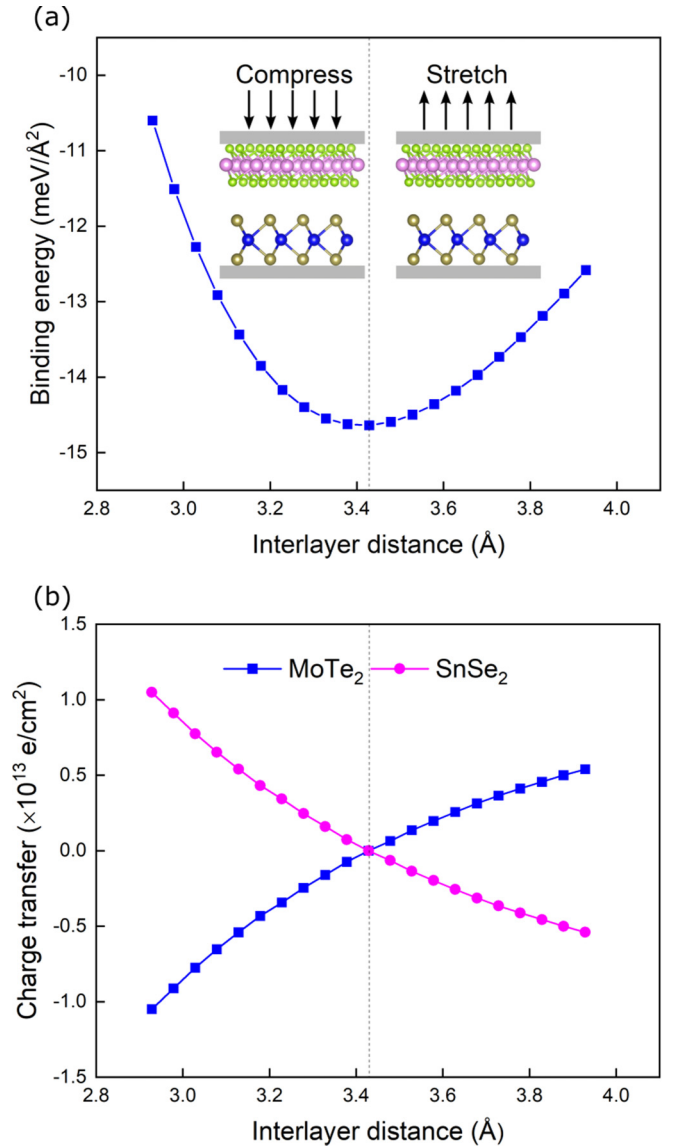 (a)
Compress
Stretch
Binding energy (meV/Å²)
-10
-11
-12
-13
-14
-15
2.8 3.0 3.2 3.4 3.6 3.8 4.0
Interlayer distance (Å)
(b)
MoTe₂ SnSe₂
Charge transfer (×10¹³ e/cm²)
1.5
1.0
0.5
0.0
-0.5
-1.0
-1.5
2.8 3.0 3.2 3.4 3.6 3.8 4.0
Interlayer distance (Å)